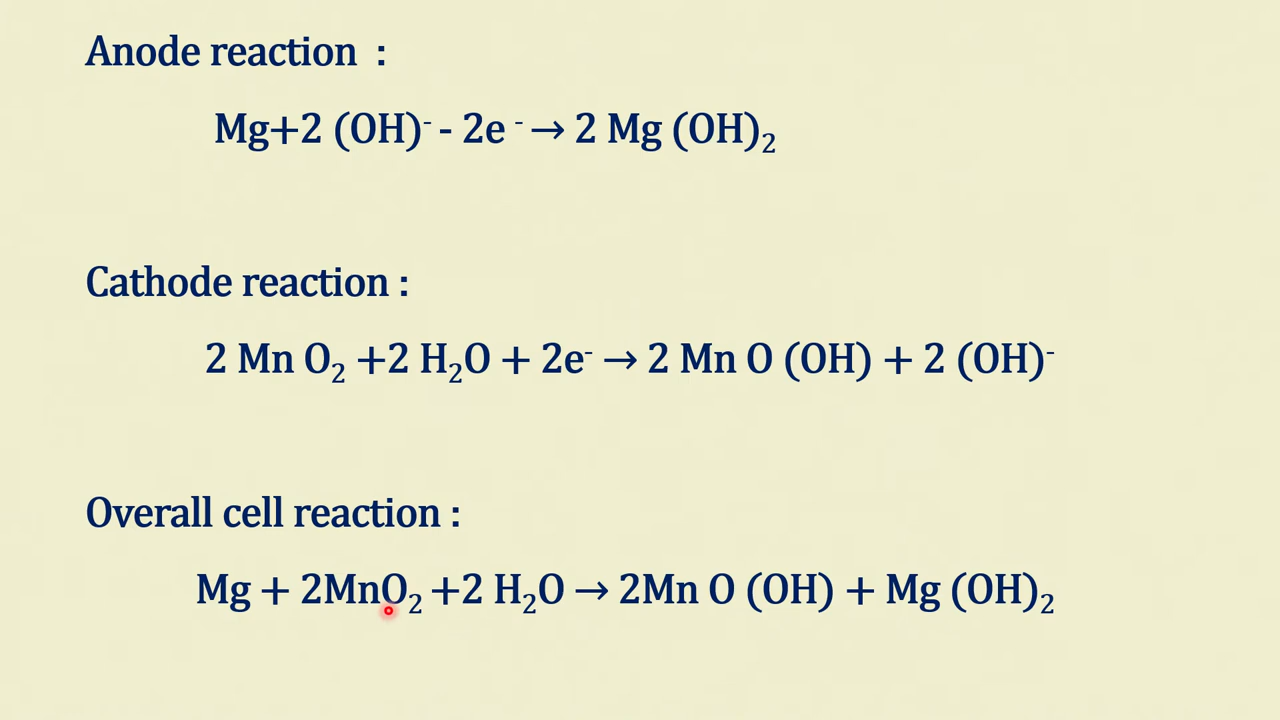 Anode reaction :
Mg+2 (OH)⁻ - 2e ⁻ → 2 Mg (OH)₂
Cathode reaction :
2 Mn O₂ +2 H₂O + 2e⁻ → 2 Mn O (OH) + 2 (OH)⁻
Overall cell reaction :
Mg + 2MnO₂ +2 H₂O → 2Mn O (OH) + Mg (OH)₂